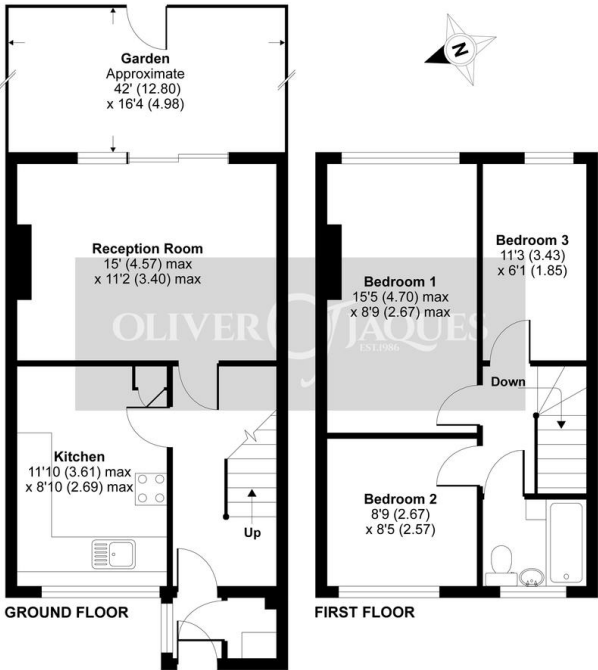 Garden
Approximate
42' (12.80)
x 16'4 (4.98)
N
Reception Room
15' (4.57) max
x 11'2 (3.40) max
Bedroom 1
15'5 (4.70) max
x 8'9 (2.67) max
Bedroom 3
11'3 (3.43)
x 6'1 (1.85)
OLIVER JAQUES
EST.1986
Down
Kitchen
11'10 (3.61) max
x 8'10 (2.69) max
Up
Bedroom 2
8'9 (2.67)
x 8'5 (2.57)
GROUND FLOOR
FIRST FLOOR